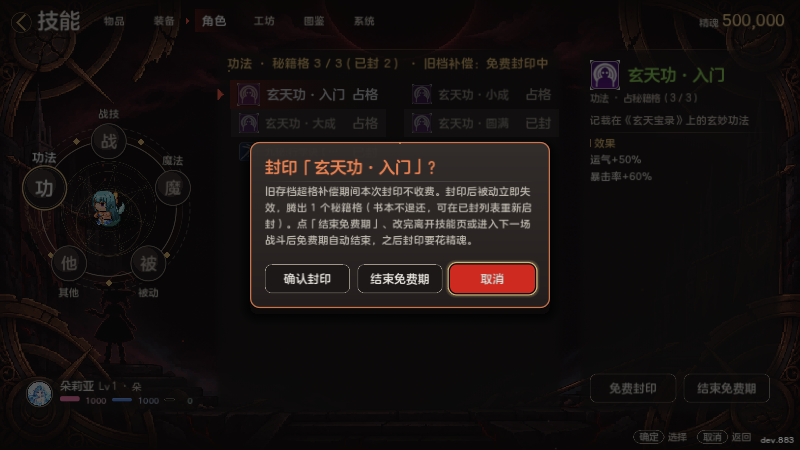 技能
物品
装备
角色
工坊
图鉴
系统
精魂 500,000
功法 · 秘籍格 3 / 3 ( 已封 2 ) · 旧档补偿：免费封印中
玄天功 · 入门 占格
玄天功 · 小成 占格
玄天功 · 大成 占格
玄天功 · 圆满 已封
战技
战
功法
功
魔法
魔
他
其他
被
被动
封印「玄天功 · 入门」？
旧存档超格补偿期间本次封印不收费。封印后被动立即失
效，腾出 1 个秘籍格（书本不退还，可在已封列表重新启
封）。点「结束免费期」、改完离开技能页或进入下一场
战斗后免费期自动结束，之后封印要花精魂。
确认封印
结束免费期
取消
玄天功 · 入门
功法 · 占秘籍格 ( 3 / 3 )
记载在《玄天宝录》上的玄妙功法
效果
运气+50%
暴击率+60%
免费封印
结束免费期
朵莉亚 Lv 1 · 朵
1000
1000
0
确定 选择
取消 返回
dev.883